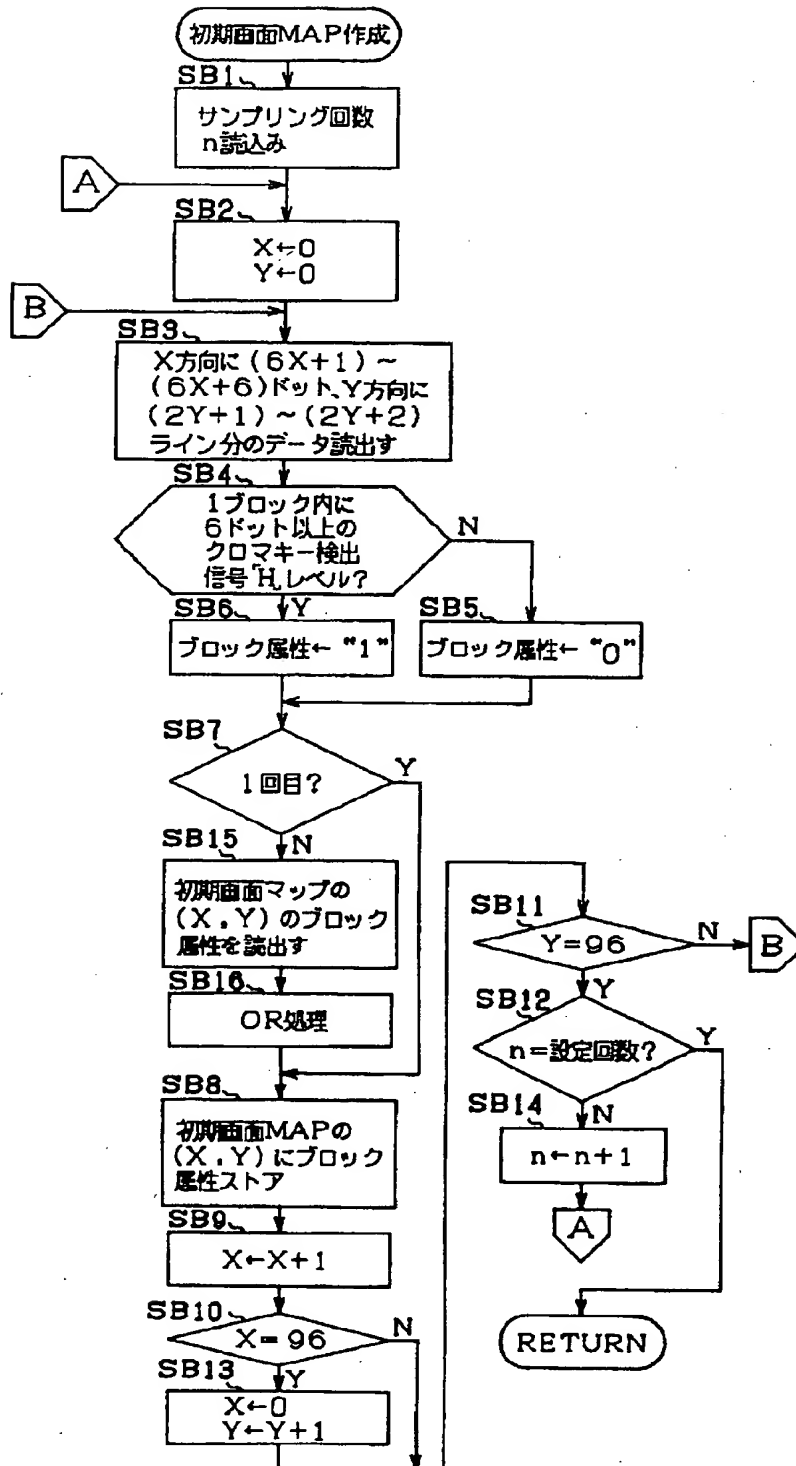 初期画面MAP作成
SB1
サンプリング回数
n読込み
A
SB2
X←0
Y←0
B
SB3
X方向に(6X+1)~
(6X+6)ドット、Y方向に
(2Y+1)~(2Y+2)
ライン分のデータ読出す
SB4
1ブロック内に
6ドット以上の
クロマキー検出
信号「H」レベル?
N
Y
SB6
ブロック属性← "1"
SB5
ブロック属性← "0"
SB7
1回目?
Y
N
SB15
初期画面マップの
(X,Y)のブロック
属性を読出す
SB16
OR処理
SB8
初期画面MAPの
(X,Y)にブロック
属性ストア
SB9
X←X+1
SB10
X=96
N
Y
SB13
X←0
Y←Y+1
SB11
Y=96
N
B
Y
SB12
n=設定回数?
Y
N
SB14
n←n+1
A
RETURN